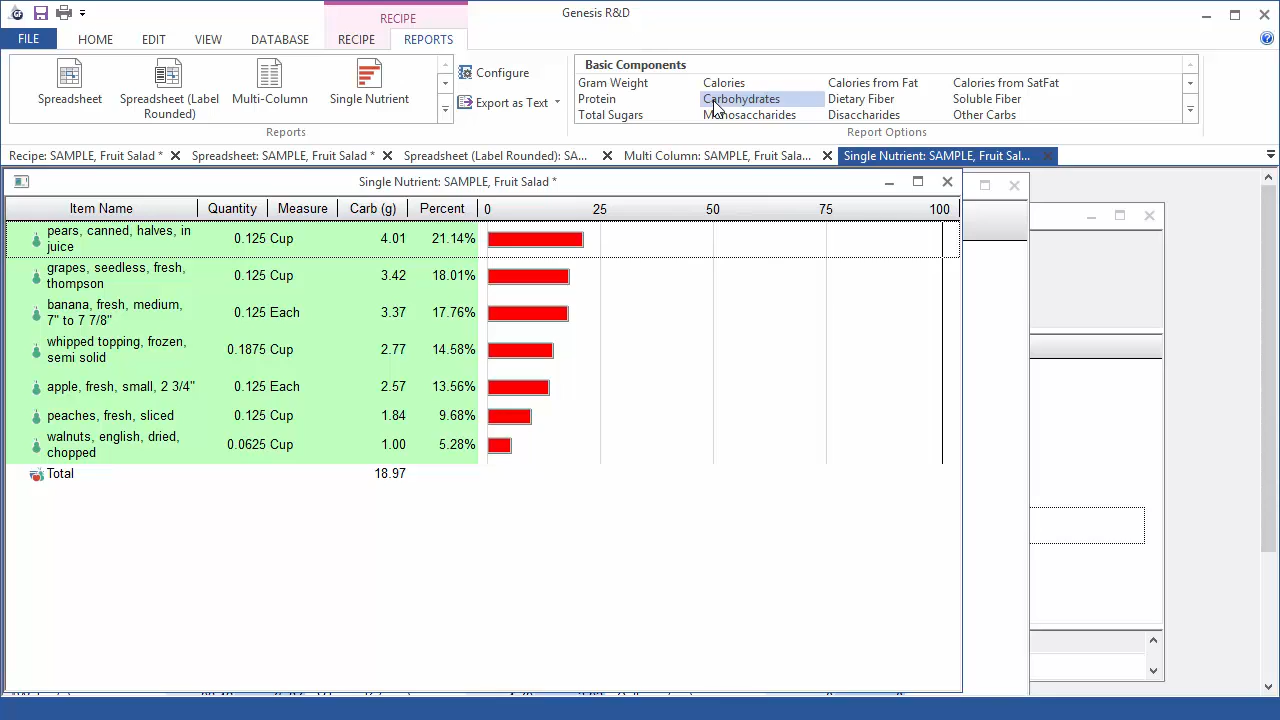 RECIPE
Genesis R&D
FILE HOME EDIT VIEW DATABASE RECIPE REPORTS
Spreadsheet
Spreadsheet (Label Rounded)
Multi-Column
Single Nutrient
Configure
Export as Text
Reports
Basic Components
Gram Weight Calories Calories from Fat Calories from SatFat
Protein Carbohydrates Dietary Fiber Soluble Fiber
Total Sugars Monosaccharides Disaccharides Other Carbs
Report Options
Recipe: SAMPLE, Fruit Salad * Spreadsheet: SAMPLE, Fruit Salad * Spreadsheet (Label Rounded): SA... Multi Column: SAMPLE, Fruit Sala... Single Nutrient: SAMPLE, Fruit Sal...
Single Nutrient: SAMPLE, Fruit Salad *
Item Name Quantity Measure Carb (g) Percent 0 25 50 75 100
pears, canned, halves, in
juice 0.125 Cup 4.01 21.14%
grapes, seedless, fresh,
thompson 0.125 Cup 3.42 18.01%
banana, fresh, medium,
7" to 7 7/8" 0.125 Each 3.37 17.76%
whipped topping, frozen,
semi solid 0.1875 Cup 2.77 14.58%
apple, fresh, small, 2 3/4" 0.125 Each 2.57 13.56%
peaches, fresh, sliced 0.125 Cup 1.84 9.68%
walnuts, english, dried,
chopped 0.0625 Cup 1.00 5.28%
Total 18.97